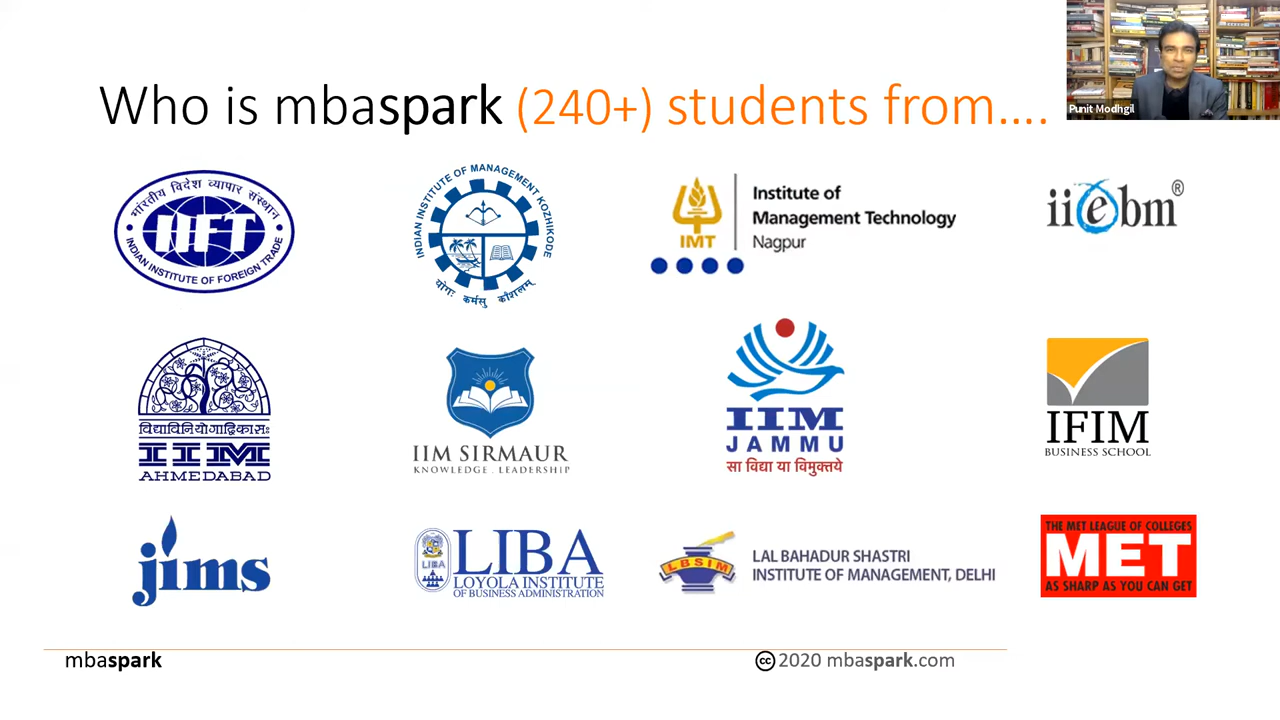 Who is mbaspark (240+) students from....
Punit Modhgil
भारतीय विदेश व्यापार संस्थान
IIFT
INDIAN INSTITUTE OF FOREIGN TRADE
INDIAN INSTITUTE OF MANAGEMENT KOZHIKODE
योगः कर्मसु कौशलम्
IMT
Institute of
Management Technology
Nagpur
iiebm®
विद्याविनियोगाद्विकासः
IIM
AHMEDABAD
IIM SIRMAUR
KNOWLEDGE . LEADERSHIP
IIM
JAMMU
सा विद्या या विमुक्तये
IFIM
BUSINESS SCHOOL
jims
LIBA
LIBA
LOYOLA INSTITUTE
OF BUSINESS ADMINISTRATION
LBSIM
LAL BAHADUR SHASTRI
INSTITUTE OF MANAGEMENT, DELHI
THE MET LEAGUE OF COLLEGES
MET
AS SHARP AS YOU CAN GET
mbaspark
cc 2020 mbaspark.com